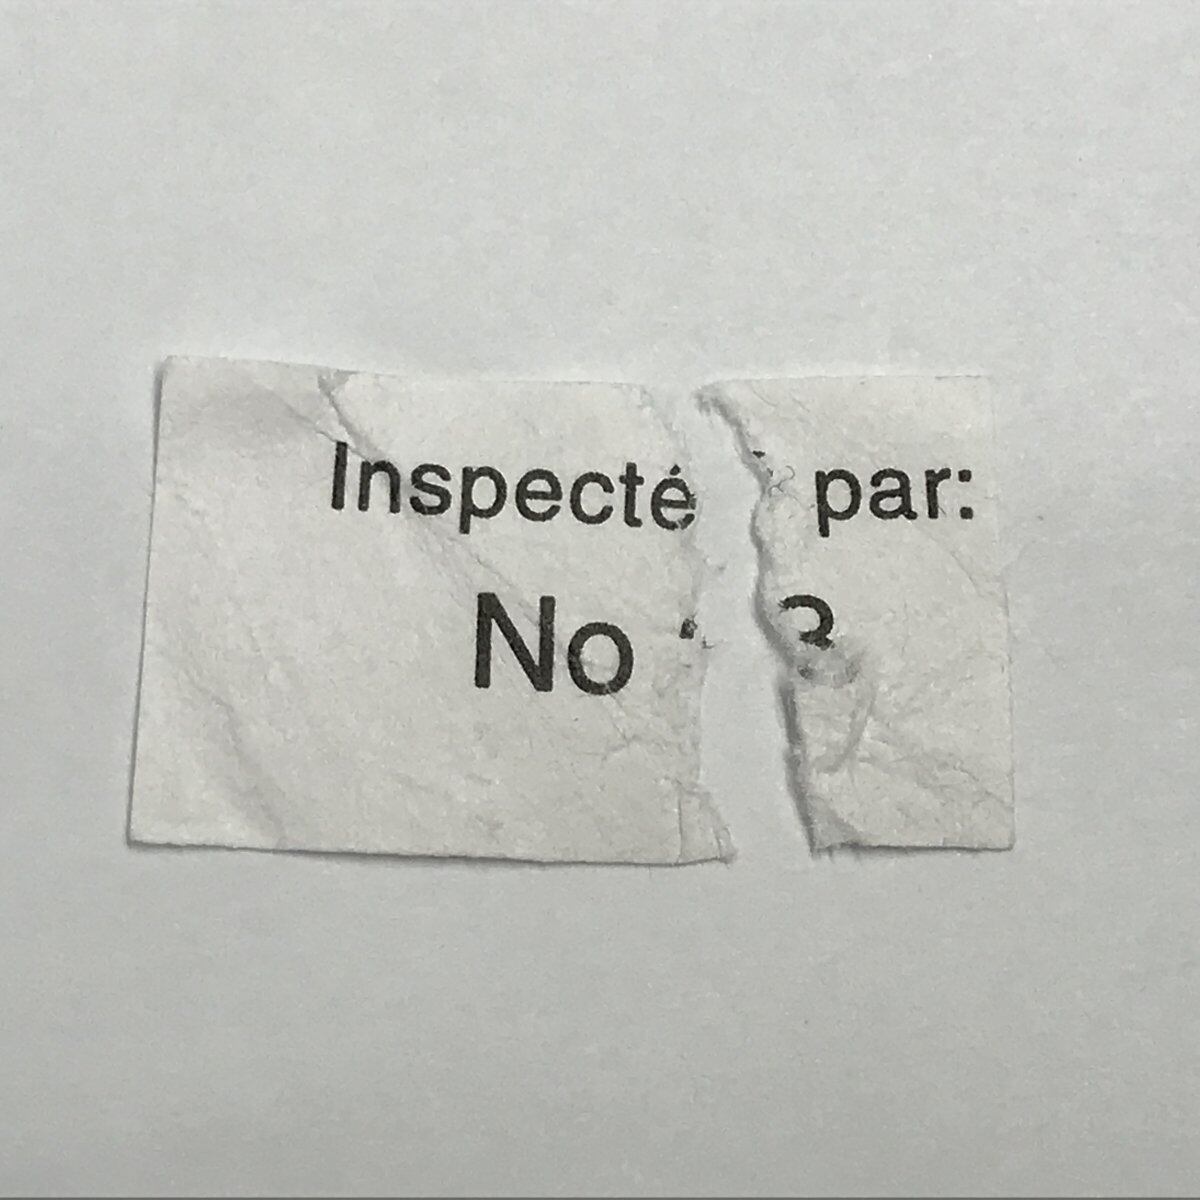 Inspecté par:
No